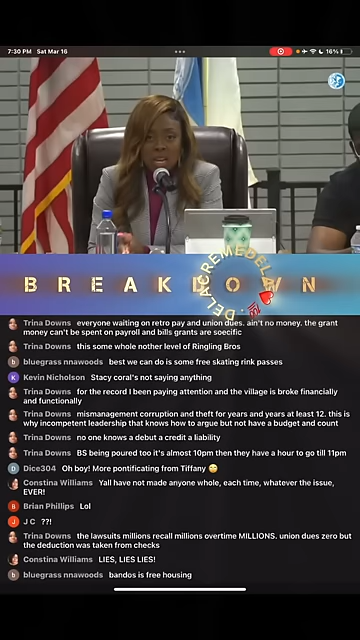 7:30 PM Sat Mar 16
16%
BREAKDOWN
DELACREMEDELA
Trina Downs everyone waiting on retro pay and union dues. ain't no money. the grant
money can't be spent on payroll and bills grants are soecific
Trina Downs this some whole nother level of Ringling Bros
bluegrass nnawoods best we can do is some free skating rink passes
Kevin Nicholson Stacy coral's not saying anything
Trina Downs for the record I been paying attention and the village is broke financially
and functionally
Trina Downs mismanagement corruption and theft for years and years at least 12. this is
why incompetent leadership that knows how to argue but not have a budget and count
Trina Downs no one knows a debut a credit a liability
Trina Downs BS being poured too it's almost 10pm then they have a hour to go till 11pm
Dice304 Oh boy! More pontificating from Tiffany 🙄
Constina Williams Yall have not made anyone whole, each time, whatever the issue,
EVER!
Brian Phillips Lol
J C ??!
Trina Downs the lawsuits millions recall millions overtime MILLIONS. union dues zero but
the deduction was taken from checks
Constina Williams LIES, LIES LIES!
bluegrass nnawoods bandos is free housing